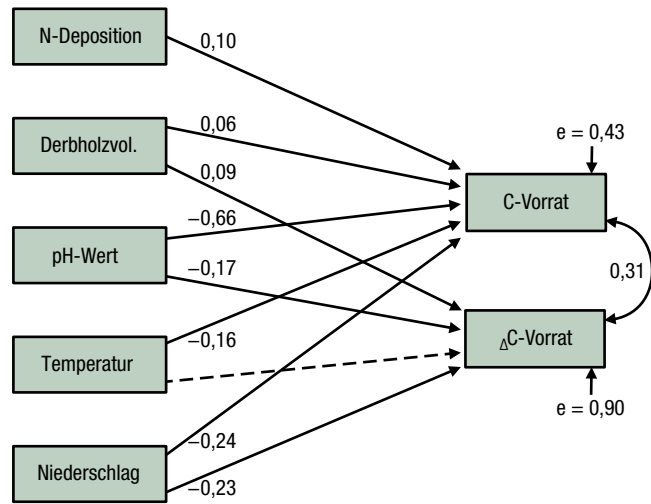 N-Deposition
0,10
Derbholzvol.
0,06
0,09
e = 0,43
C-Vorrat
pH-Wert
–0,66
–0,17
0,31
ΔC-Vorrat
Temperatur
–0,16
e = 0,90
Niederschlag
–0,24
–0,23